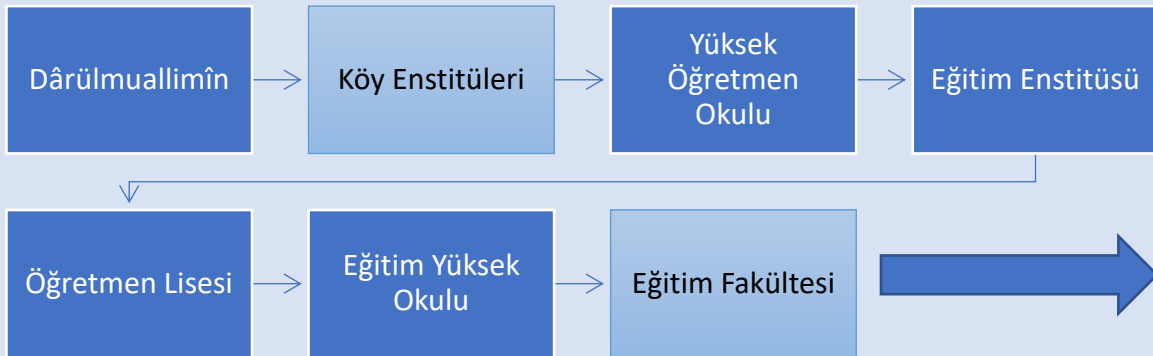 Dârülmuallimîn
Köy Enstitüleri
Yüksek
Öğretmen
Okulu
Eğitim Enstitüsü
Öğretmen Lisesi
Eğitim Yüksek
Okulu
Eğitim Fakültesi